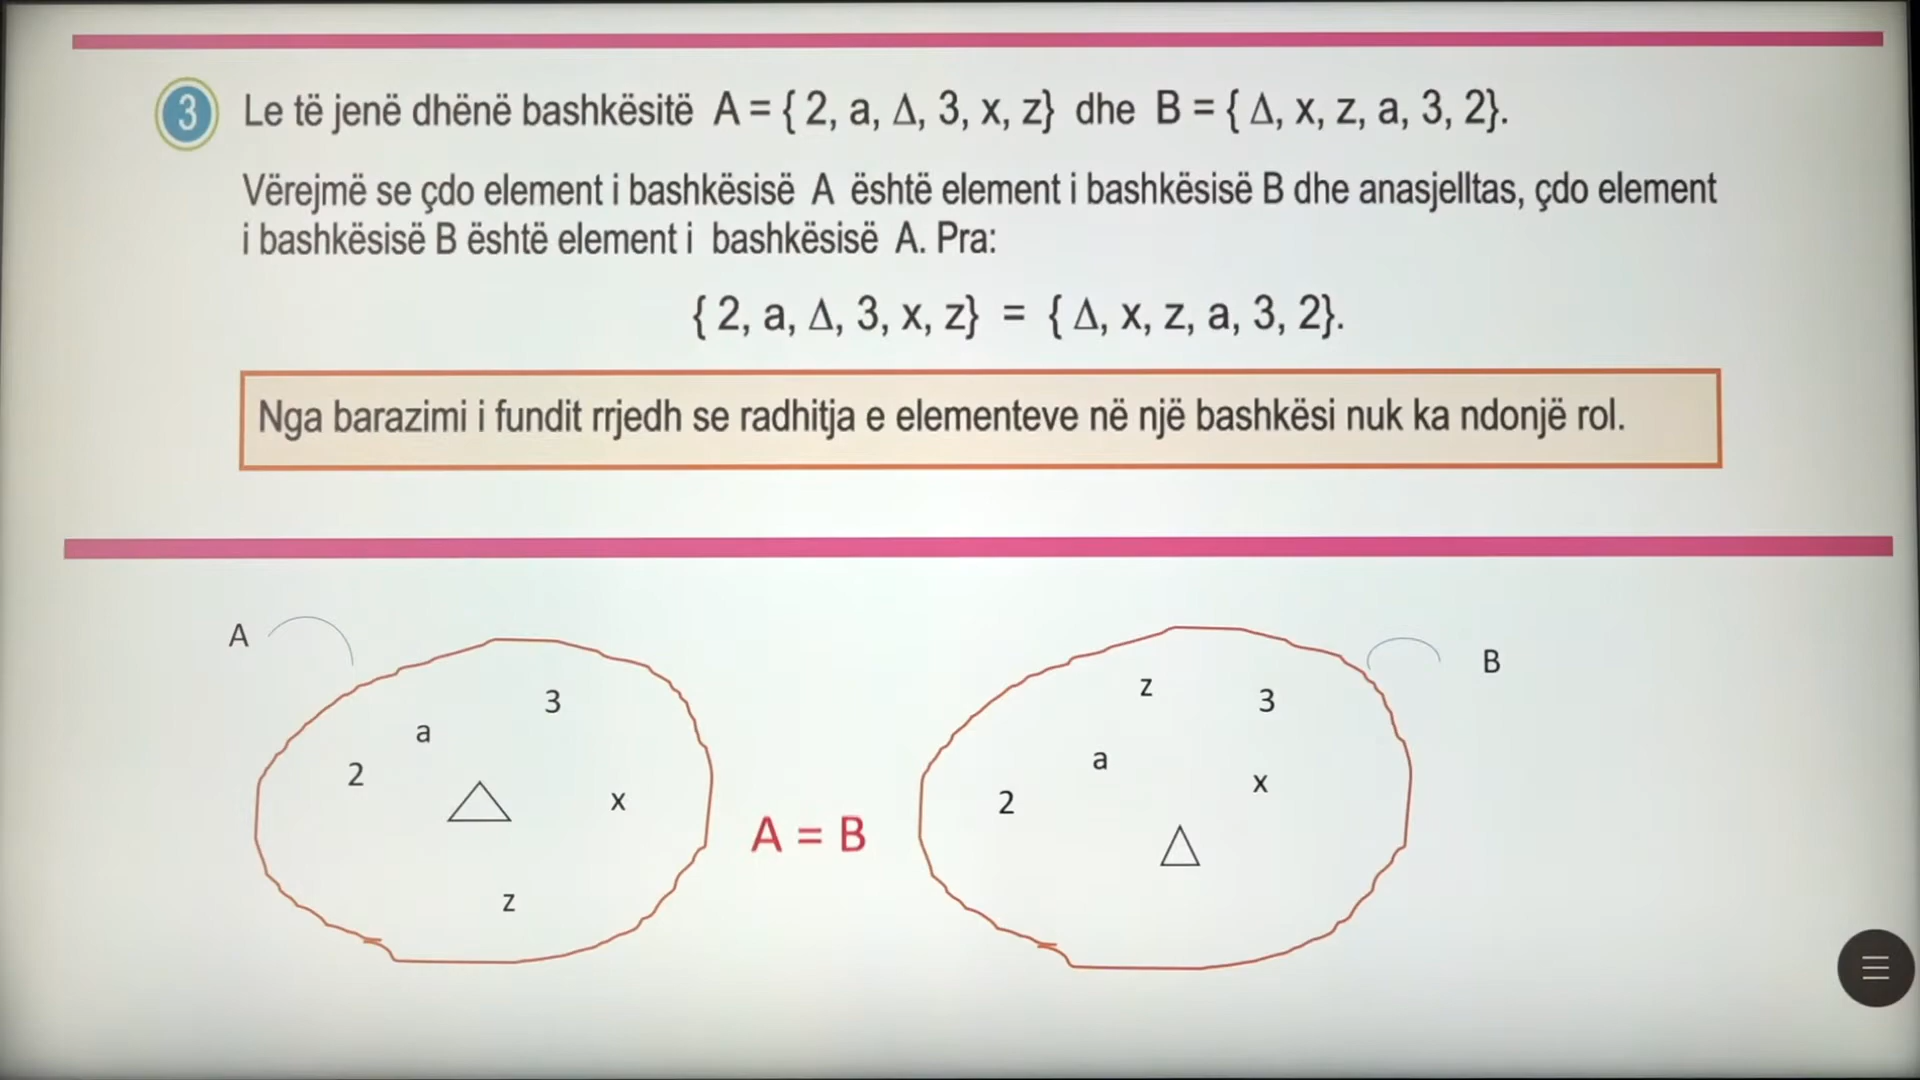 3 Le të jenë dhënë bashkësitë A = { 2, a, Δ, 3, x, z} dhe B = { Δ, x, z, a, 3, 2}.
Vërejmë se çdo element i bashkësisë A është element i bashkësisë B dhe anasjelltas, çdo element
i bashkësisë B është element i bashkësisë A. Pra:
{ 2, a, Δ, 3, x, z} = { Δ, x, z, a, 3, 2}.
Nga barazimi i fundit rrjedh se radhitja e elementeve në një bashkësi nuk ka ndonjë rol.
A
3
a
2
x
z
A = B
B
z
3
a
x
2